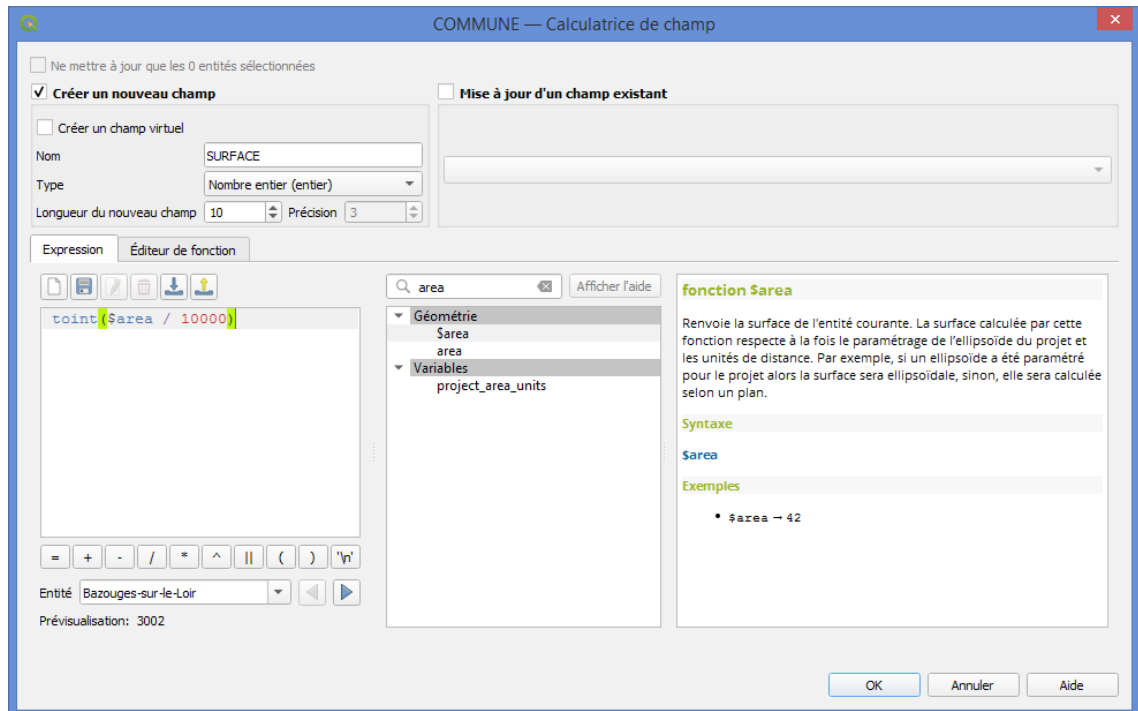 COMMUNE — Calculatrice de champ
Ne mettre à jour que les 0 entités sélectionnées
Créer un nouveau champ
Mise à jour d'un champ existant
Créer un champ virtuel
Nom SURFACE
Type Nombre entier (entier)
Longueur du nouveau champ 10 Précision 3
Expression Éditeur de fonction
area Afficher l'aide
toint($area / 10000)
Géométrie
$area
area
Variables
project_area_units
fonction $area
Renvoie la surface de l'entité courante. La surface calculée par cette
fonction respecte à la fois le paramétrage de l'ellipsoïde du projet et
les unités de distance. Par exemple, si un ellipsoïde a été paramétré
pour le projet alors la surface sera ellipsoïdale, sinon, elle sera calculée
selon un plan.
Syntaxe
$area
Exemples
• $area → 42
= + - / * ^ || ( ) '\n'
Entité Bazouges-sur-le-Loir
Prévisualisation: 3002
OK Annuler Aide